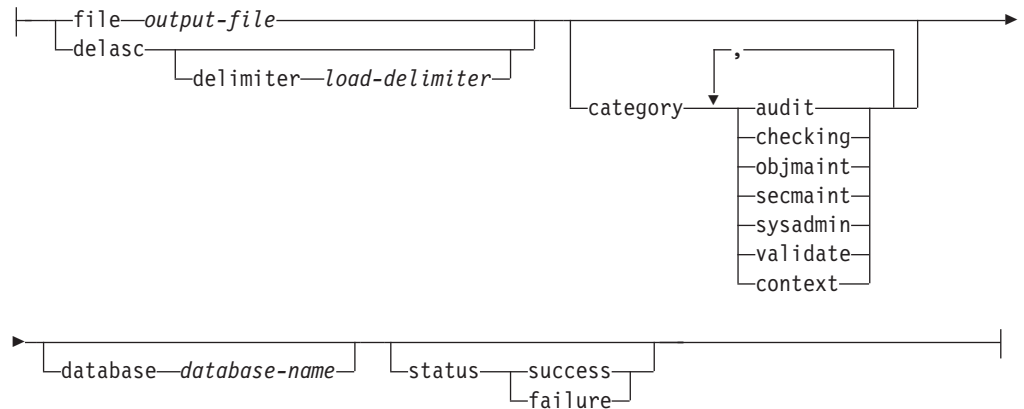 file output-file
delasc
delimiter load-delimiter
,
category audit
checking
objmaint
secmaint
sysadmin
validate
context
database database-name status success
failure